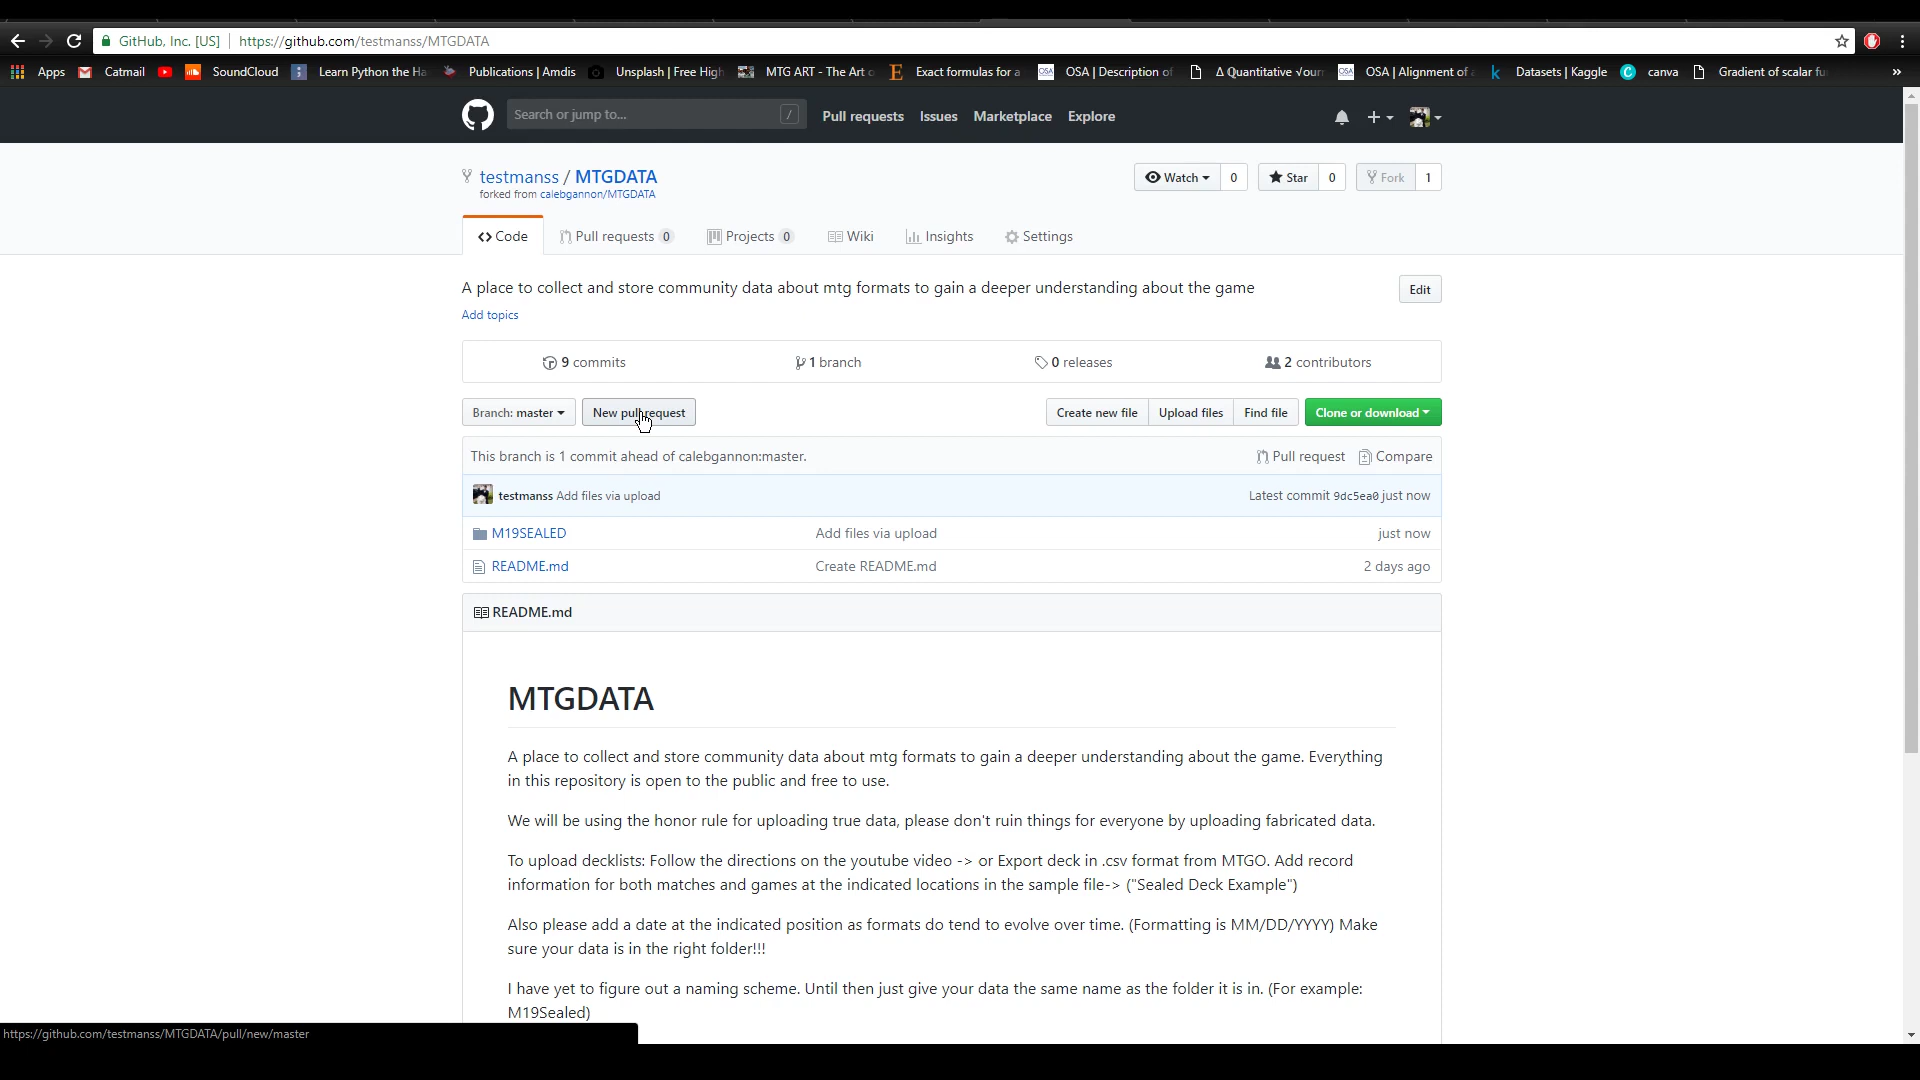 GitHub, Inc. [US] https://github.com/testmanss/MTGDATA
Apps Catmail SoundCloud Learn Python the Ha Publications | Amdis Unsplash | Free High MTG ART - The Art o Exact formulas for a OSA | Description of OSA | Alignment of a Datasets | Kaggle canva Gradient of scalar fu »
Search or jump to... / Pull requests Issues Marketplace Explore
testmanss / MTGDATA
forked from calebgannon/MTGDATA
Watch 0 Star 0 Fork 1
Code Pull requests 0 Projects 0 Wiki Insights Settings
A place to collect and store community data about mtg formats to gain a deeper understanding about the game
Edit
Add topics
9 commits 1 branch 0 releases 2 contributors
Branch: master New pull request Create new file Upload files Find file Clone or download
This branch is 1 commit ahead of calebgannon:master. Pull request Compare
testmanss Add files via upload Latest commit 9dc5ea0 just now
M19SEALED Add files via upload just now
README.md Create README.md 2 days ago
README.md
MTGDATA
A place to collect and store community data about mtg formats to gain a deeper understanding about the game. Everything
in this repository is open to the public and free to use.
We will be using the honor rule for uploading true data, please don't ruin things for everyone by uploading fabricated data.
To upload decklists: Follow the directions on the youtube video -> or Export deck in .csv format from MTGO. Add record
information for both matches and games at the indicated locations in the sample file-> ("Sealed Deck Example")
Also please add a date at the indicated position as formats do tend to evolve over time. (Formatting is MM/DD/YYYY) Make
sure your data is in the right folder!!!
I have yet to figure out a naming scheme. Until then just give your data the same name as the folder it is in. (For example:
M19Sealed)
https://github.com/testmanss/MTGDATA/pull/new/master